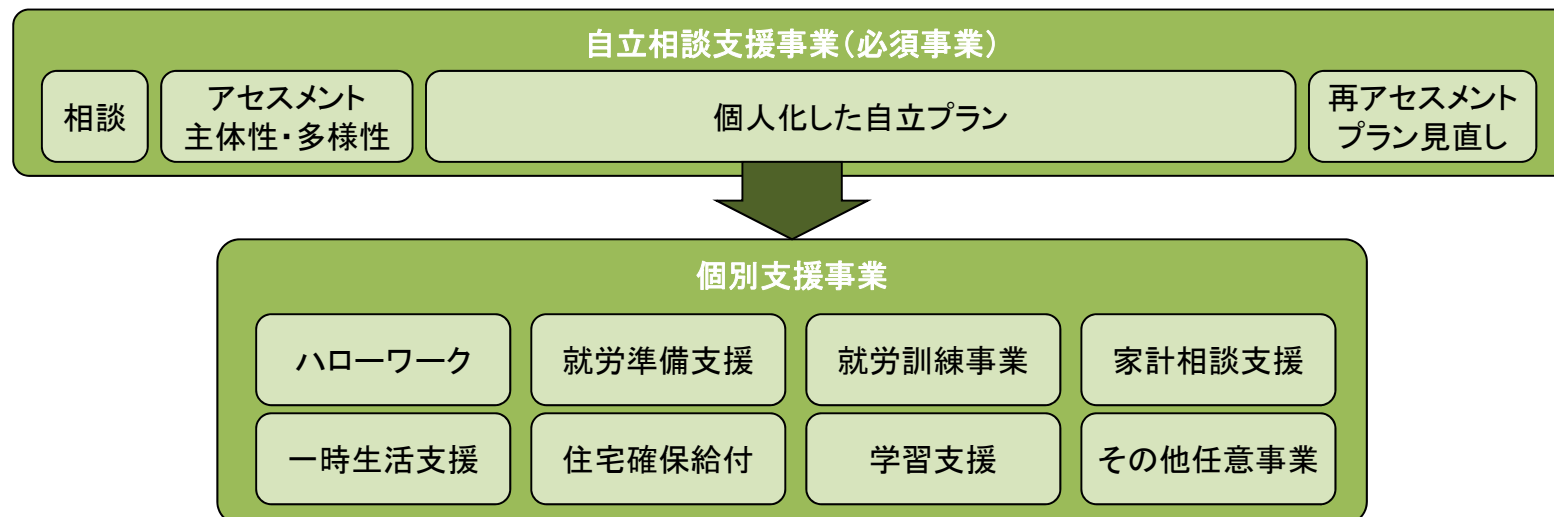 自立相談支援事業（必須事業）
相談
アセスメント
主体性・多様性
個人化した自立プラン
再アセスメント
プラン見直し
個別支援事業
ハローワーク
就労準備支援
就労訓練事業
家計相談支援
一時生活支援
住宅確保給付
学習支援
その他任意事業